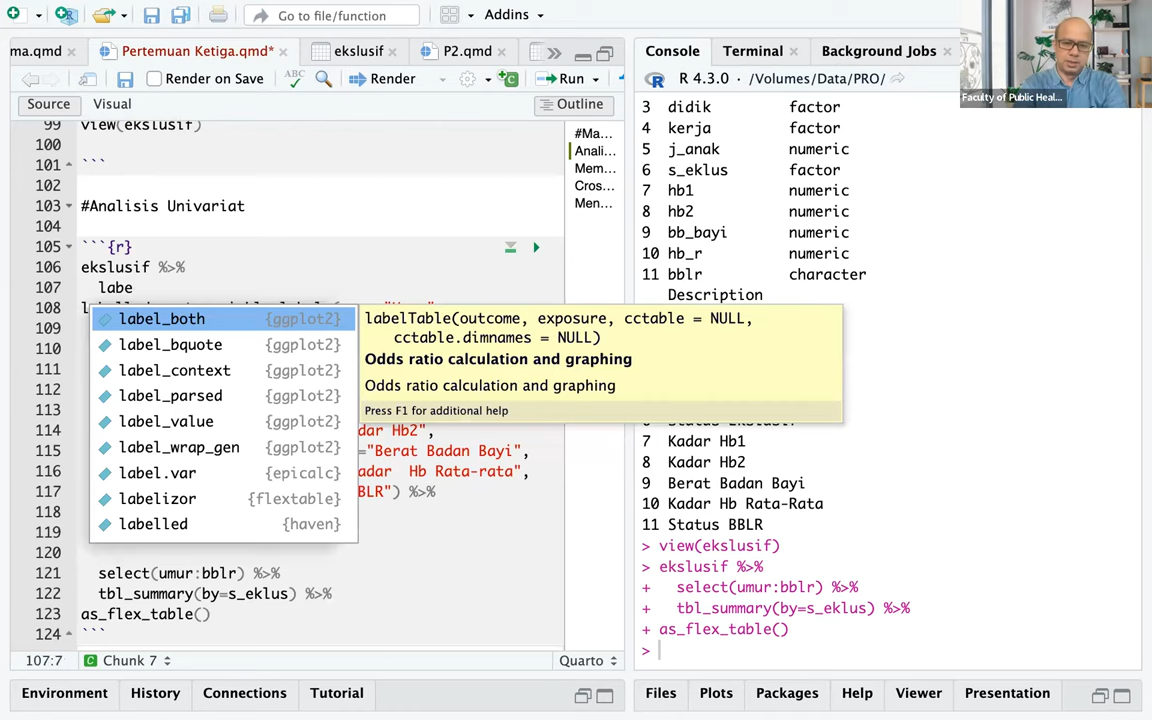 Go to file/function
Addins
ma.qmd
Pertemuan Ketiga.qmd*
ekslusif
P2.qmd
Render on Save
ABC
Render
Run
Source
Visual
Outline
99 view(ekslusif)
100
101 ```
102
103 #Analisis Univariat
104
105 ```{r}
106 ekslusif %>%
107 labe
108
109
110
111
112
113
114 dar Hb2",
115 ="Berat Badan Bayi",
116 adar Hb Rata-rata",
117 BLR") %>%
118
119
120
121 select(umur:bblr) %>%
122 tbl_summary(by=s_eklus) %>%
123 as_flex_table()
124 ```
label_both {ggplot2}
label_bquote {ggplot2}
label_context {ggplot2}
label_parsed {ggplot2}
label_value {ggplot2}
label_wrap_gen {ggplot2}
label.var {epicalc}
labelizor {flextable}
labelled {haven}
labelTable(outcome, exposure, cctable = NULL,
cctable.dimnames = NULL)
Odds ratio calculation and graphing
Odds ratio calculation and graphing
Press F1 for additional help
#Ma...
Anali...
Mem...
Cros...
Men...
107:7
Chunk 7
Quarto
Environment
History
Connections
Tutorial
Console
Terminal
Background Jobs
R 4.3.0 · /Volumes/Data/PRO/
3 didik factor
4 kerja factor
5 j_anak numeric
6 s_eklus factor
7 hb1 numeric
8 hb2 numeric
9 bb_bayi numeric
10 hb_r numeric
11 bblr character
Description
7 Kadar Hb1
8 Kadar Hb2
9 Berat Badan Bayi
10 Kadar Hb Rata-Rata
11 Status BBLR
> view(ekslusif)
> ekslusif %>%
+ select(umur:bblr) %>%
+ tbl_summary(by=s_eklus) %>%
+ as_flex_table()
>
Files
Plots
Packages
Help
Viewer
Presentation
Faculty of Public Heal...